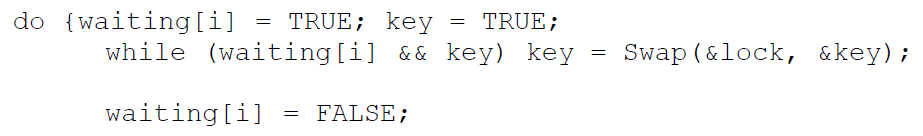 do {waiting[i] = TRUE; key = TRUE;
while (waiting[i] && key) key = Swap(&lock, &key);
waiting[i] = FALSE;